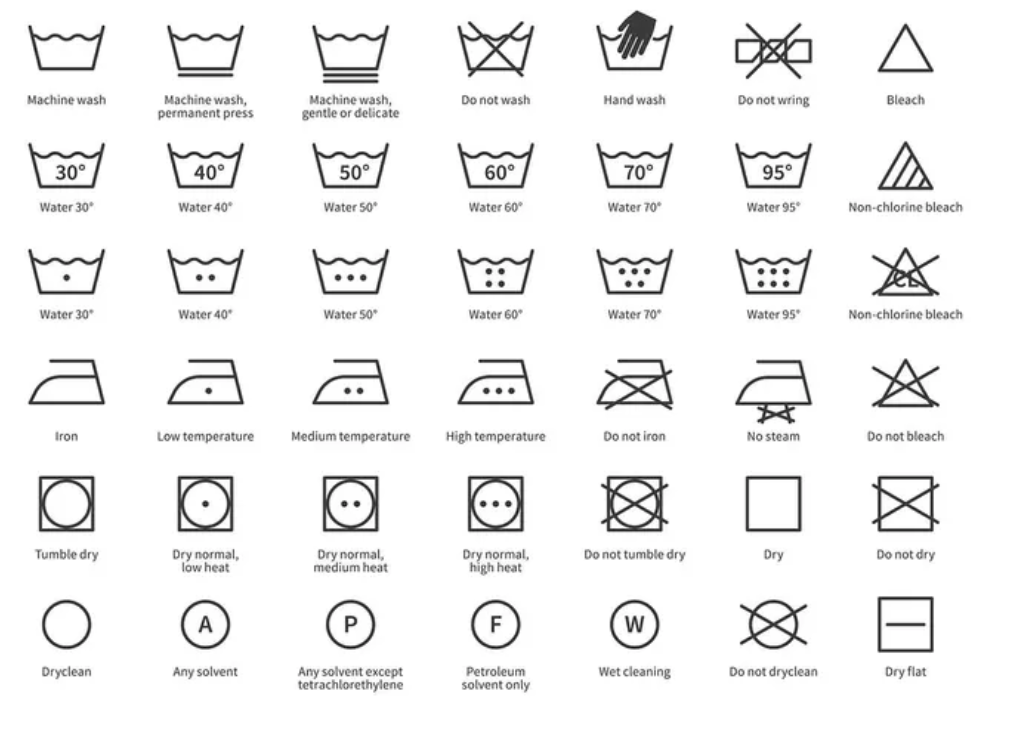 Machine wash
Machine wash,
permanent press
Machine wash,
gentle or delicate
Do not wash
Hand wash
Do not wring
Bleach
30°
40°
50°
60°
70°
95°
Water 30°
Water 40°
Water 50°
Water 60°
Water 70°
Water 95°
Non-chlorine bleach
CL
Water 30°
Water 40°
Water 50°
Water 60°
Water 70°
Water 95°
Non-chlorine bleach
Iron
Low temperature
Medium temperature
High temperature
Do not iron
No steam
Do not bleach
Tumble dry
Dry normal,
low heat
Dry normal,
medium heat
Dry normal,
high heat
Do not tumble dry
Dry
Do not dry
A
P
F
W
Dryclean
Any solvent
Any solvent except
tetrachlorethylene
Petroleum
solvent only
Wet cleaning
Do not dryclean
Dry flat